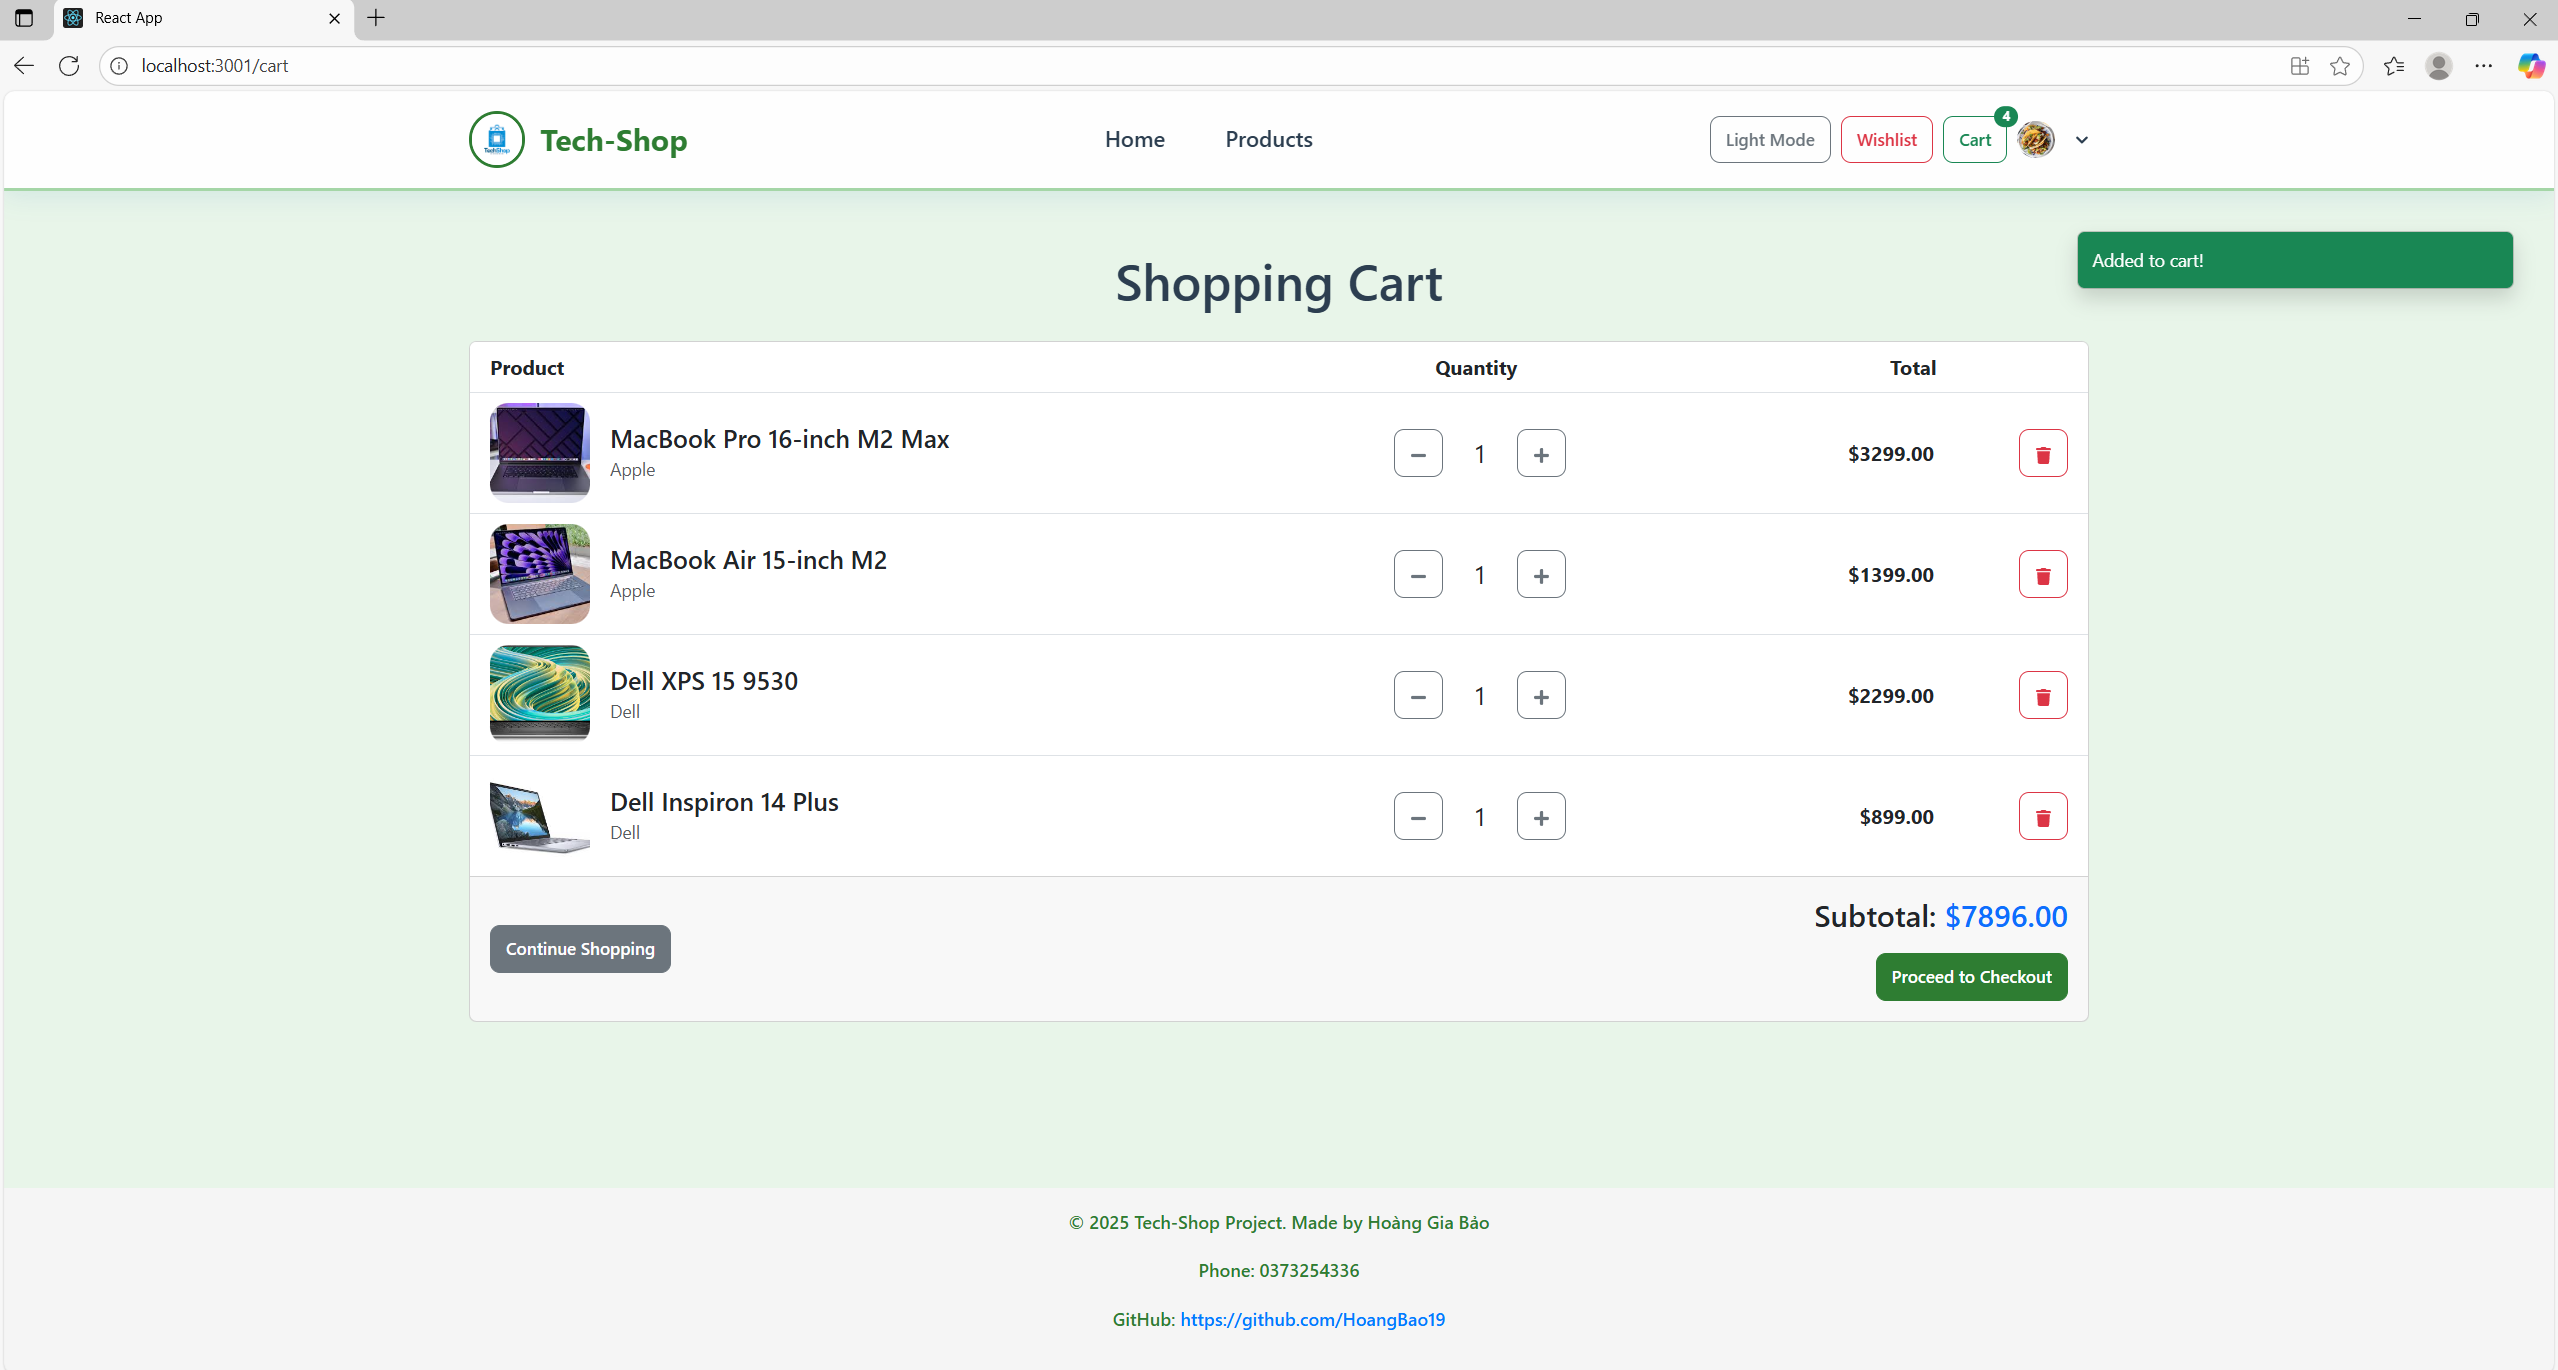 React App
localhost:3001/cart
TechShop
Tech-Shop
Home
Products
Light Mode
Wishlist
Cart
4
Added to cart!
Shopping Cart
Product
Quantity
Total
MacBook Pro 16-inch M2 Max
Apple
1
$3299.00
MacBook Air 15-inch M2
Apple
1
$1399.00
Dell XPS 15 9530
Dell
1
$2299.00
Dell Inspiron 14 Plus
Dell
1
$899.00
Subtotal: $7896.00
Continue Shopping
Proceed to Checkout
© 2025 Tech-Shop Project. Made by Hoàng Gia Bảo
Phone: 0373254336
GitHub: https://github.com/HoangBao19